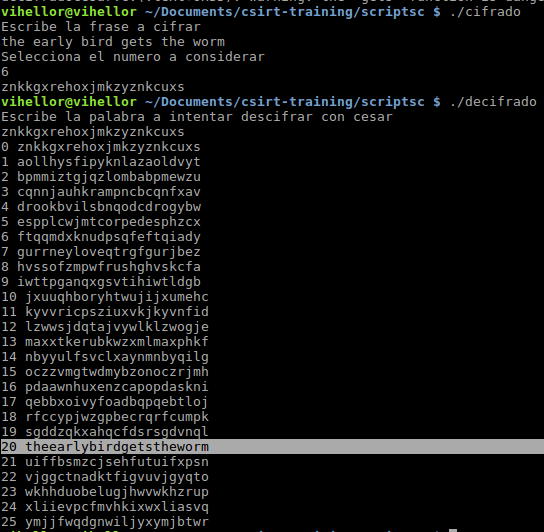 vihellor@vihellor ~/Documents/csirt-training/scriptsc $ ./cifrado
Escribe la frase a cifrar
the early bird gets the worm
Selecciona el numero a considerar
6
znkkgxrehoxjmkzyznkcuxs
vihellor@vihellor ~/Documents/csirt-training/scriptsc $ ./decifrado
Escribe la palabra a intentar descifrar con cesar
znkkgxrehoxjmkzyznkcuxs
0 znkkgxrehoxjmkzyznkcuxs
1 aollhysfipyknlazaoldvyt
2 bpmmiztgjqzlombabpmewzu
3 cqnnjauhkrampncbcqnfxav
4 drookbvilsbnqodcdrogybw
5 espplcwjmtcorpedesphzcx
6 ftqqmdxknudpsqfeftqiady
7 gurrneyloveqtrgfgurjbez
8 hvssofzmpwfrushghvskcfa
9 iwttpganqxgsvtihiwtldgb
10 jxuuqhboryhtwujijxumehc
11 kyvvricpsziuxvkjkyvnfid
12 lzwwsjdqtajvywlklzwogje
13 maxxtkerubkwzxmlmaxphkf
14 nbyyulfsvclxaynmnbyqilg
15 oczzvmgtwdmybzonoczrjmh
16 pdaawnhuxenzcapopdaskni
17 qebbxoivyfoadbqpqebtloj
18 rfccypjwzgpbecrqrfcumpk
19 sgddzqkxahqcfdsrsgdvnql
20 theearlybirdgetstheworm
21 uiffbsmzcjsehfutuifxpsn
22 vjggctnadktfigvuvjgyqto
23 wkhhduobelugjhwvwkhzrup
24 xliievpcfmvhkixwxliasvq
25 ymjjfwqdgnwiljyxymjbtwr